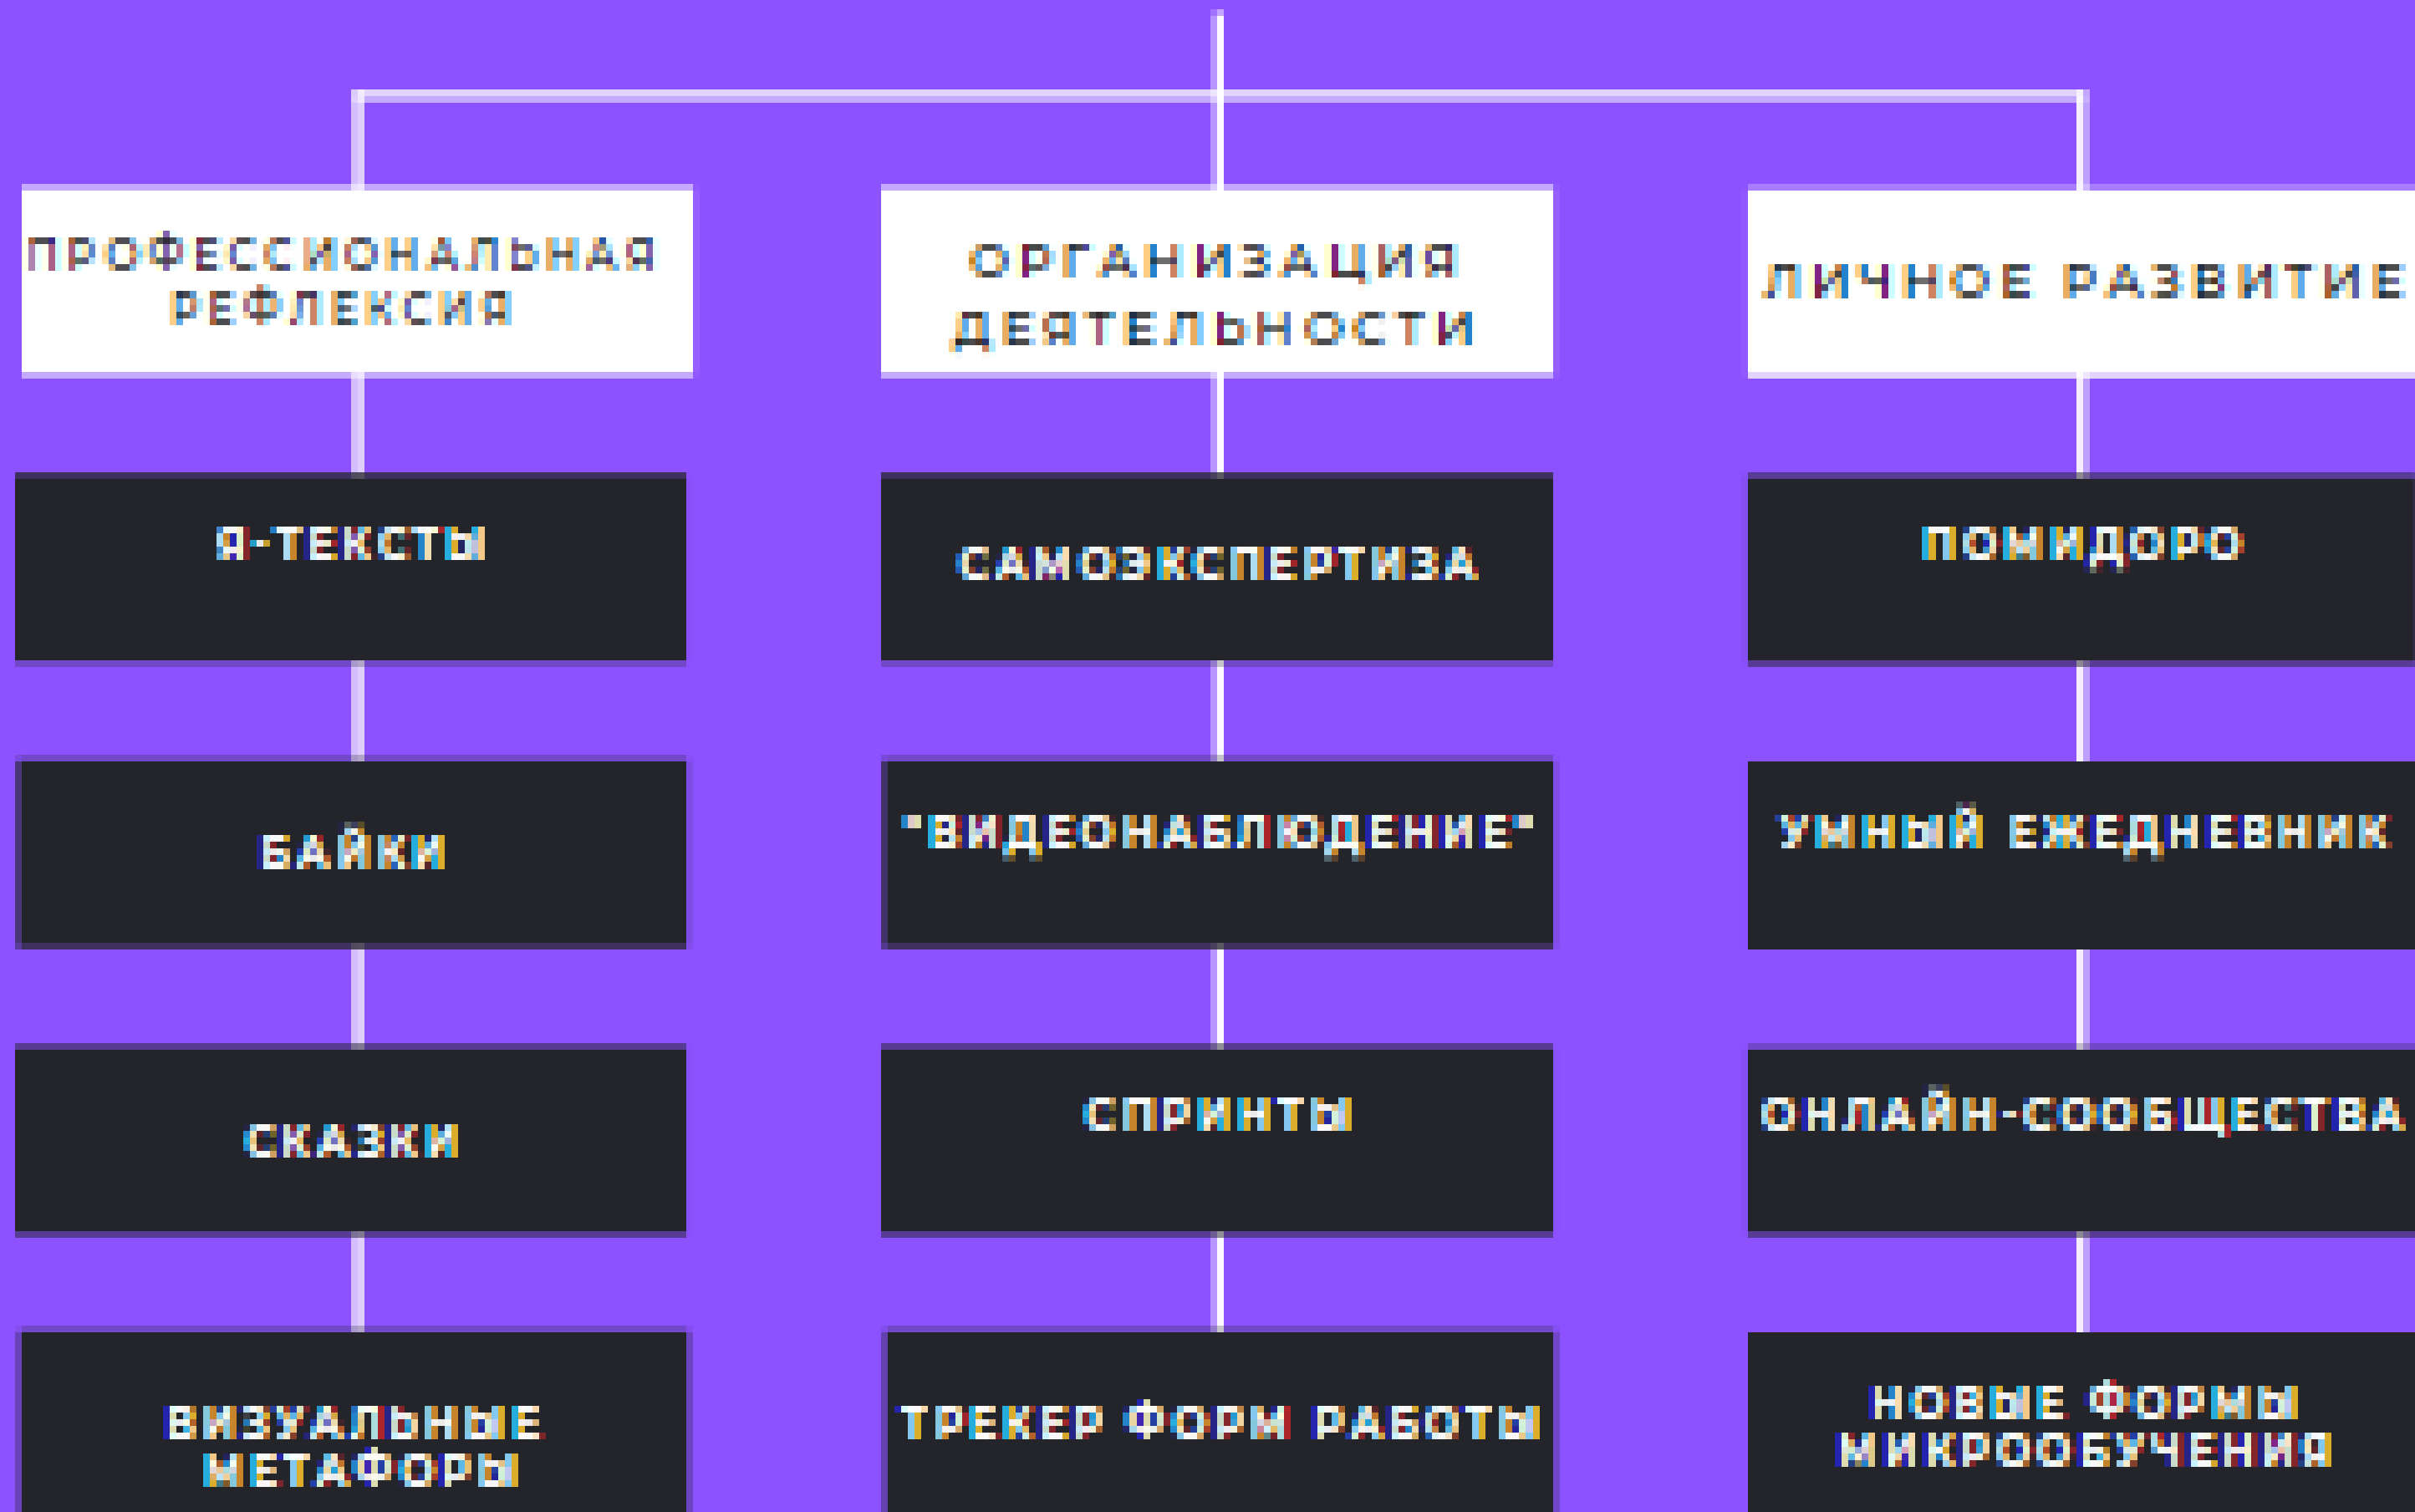 ПРОФЕССИОНАЛЬНАЯ
РЕФЛЕКСИЯ
ОРГАНИЗАЦИЯ
ДЕЯТЕЛЬНОСТИ
ЛИЧНОЕ РАЗВИТИЕ
Я-ТЕКСТЫ
САМОЭКСПЕРТИЗА
ПОМИДОРО
БАЙКИ
"ВИДЕОНАБЛЮДЕНИЕ"
УМНЫЙ ЕЖЕДНЕВНИК
СКАЗКИ
СПРИНТЫ
ОНЛАЙН-СООБЩЕСТВА
ВИЗУАЛЬНЫЕ
МЕТАФОРЫ
ТРЕКЕР ФОРМ РАБОТЫ
НОВЫЕ ФОРМЫ
МИКРООБУЧЕНИЯ